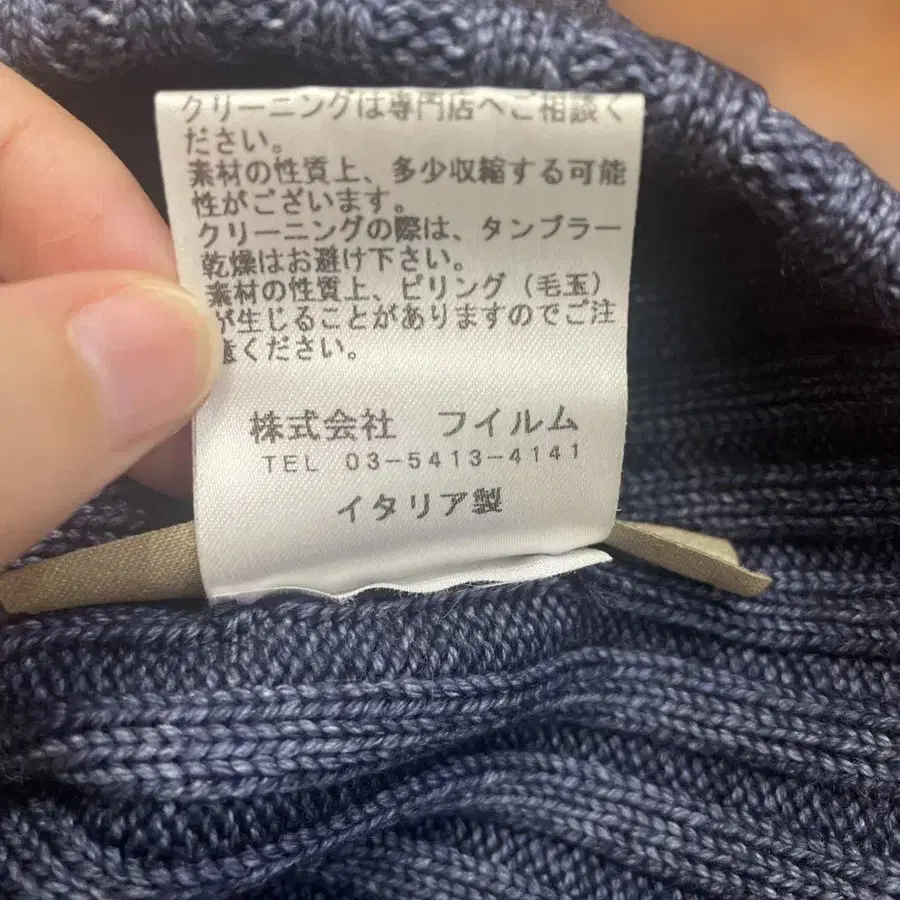 クリーニングは専門店へご相談く
ださい。
素材の性質上、多少収縮する可能
性がございます。
クリーニングの際は、タンブラー
乾燥はお避け下さい。
素材の性質上、ピリング（毛玉）
が生じることがありますのでご注
意ください。
株式会社　フイルム
TEL 03-5413-4141
イタリア製